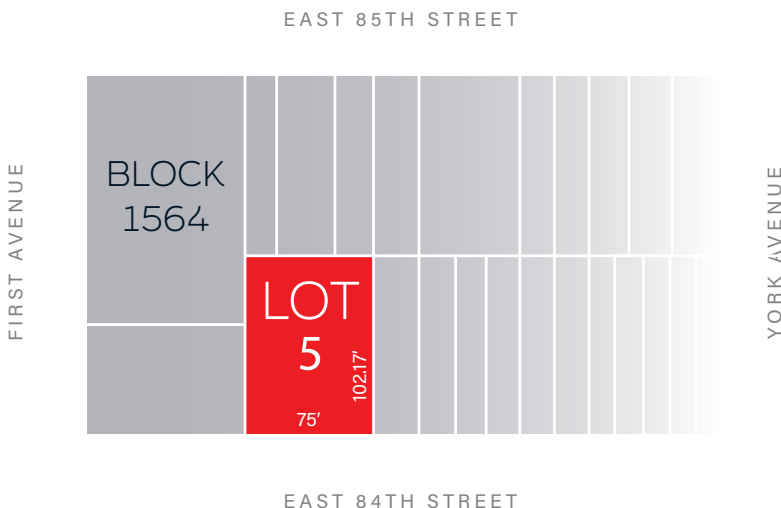 EAST 85TH STREET
FIRST AVENUE
BLOCK
1564
LOT
5
102.17'
75'
YORK AVENUE
EAST 84TH STREET